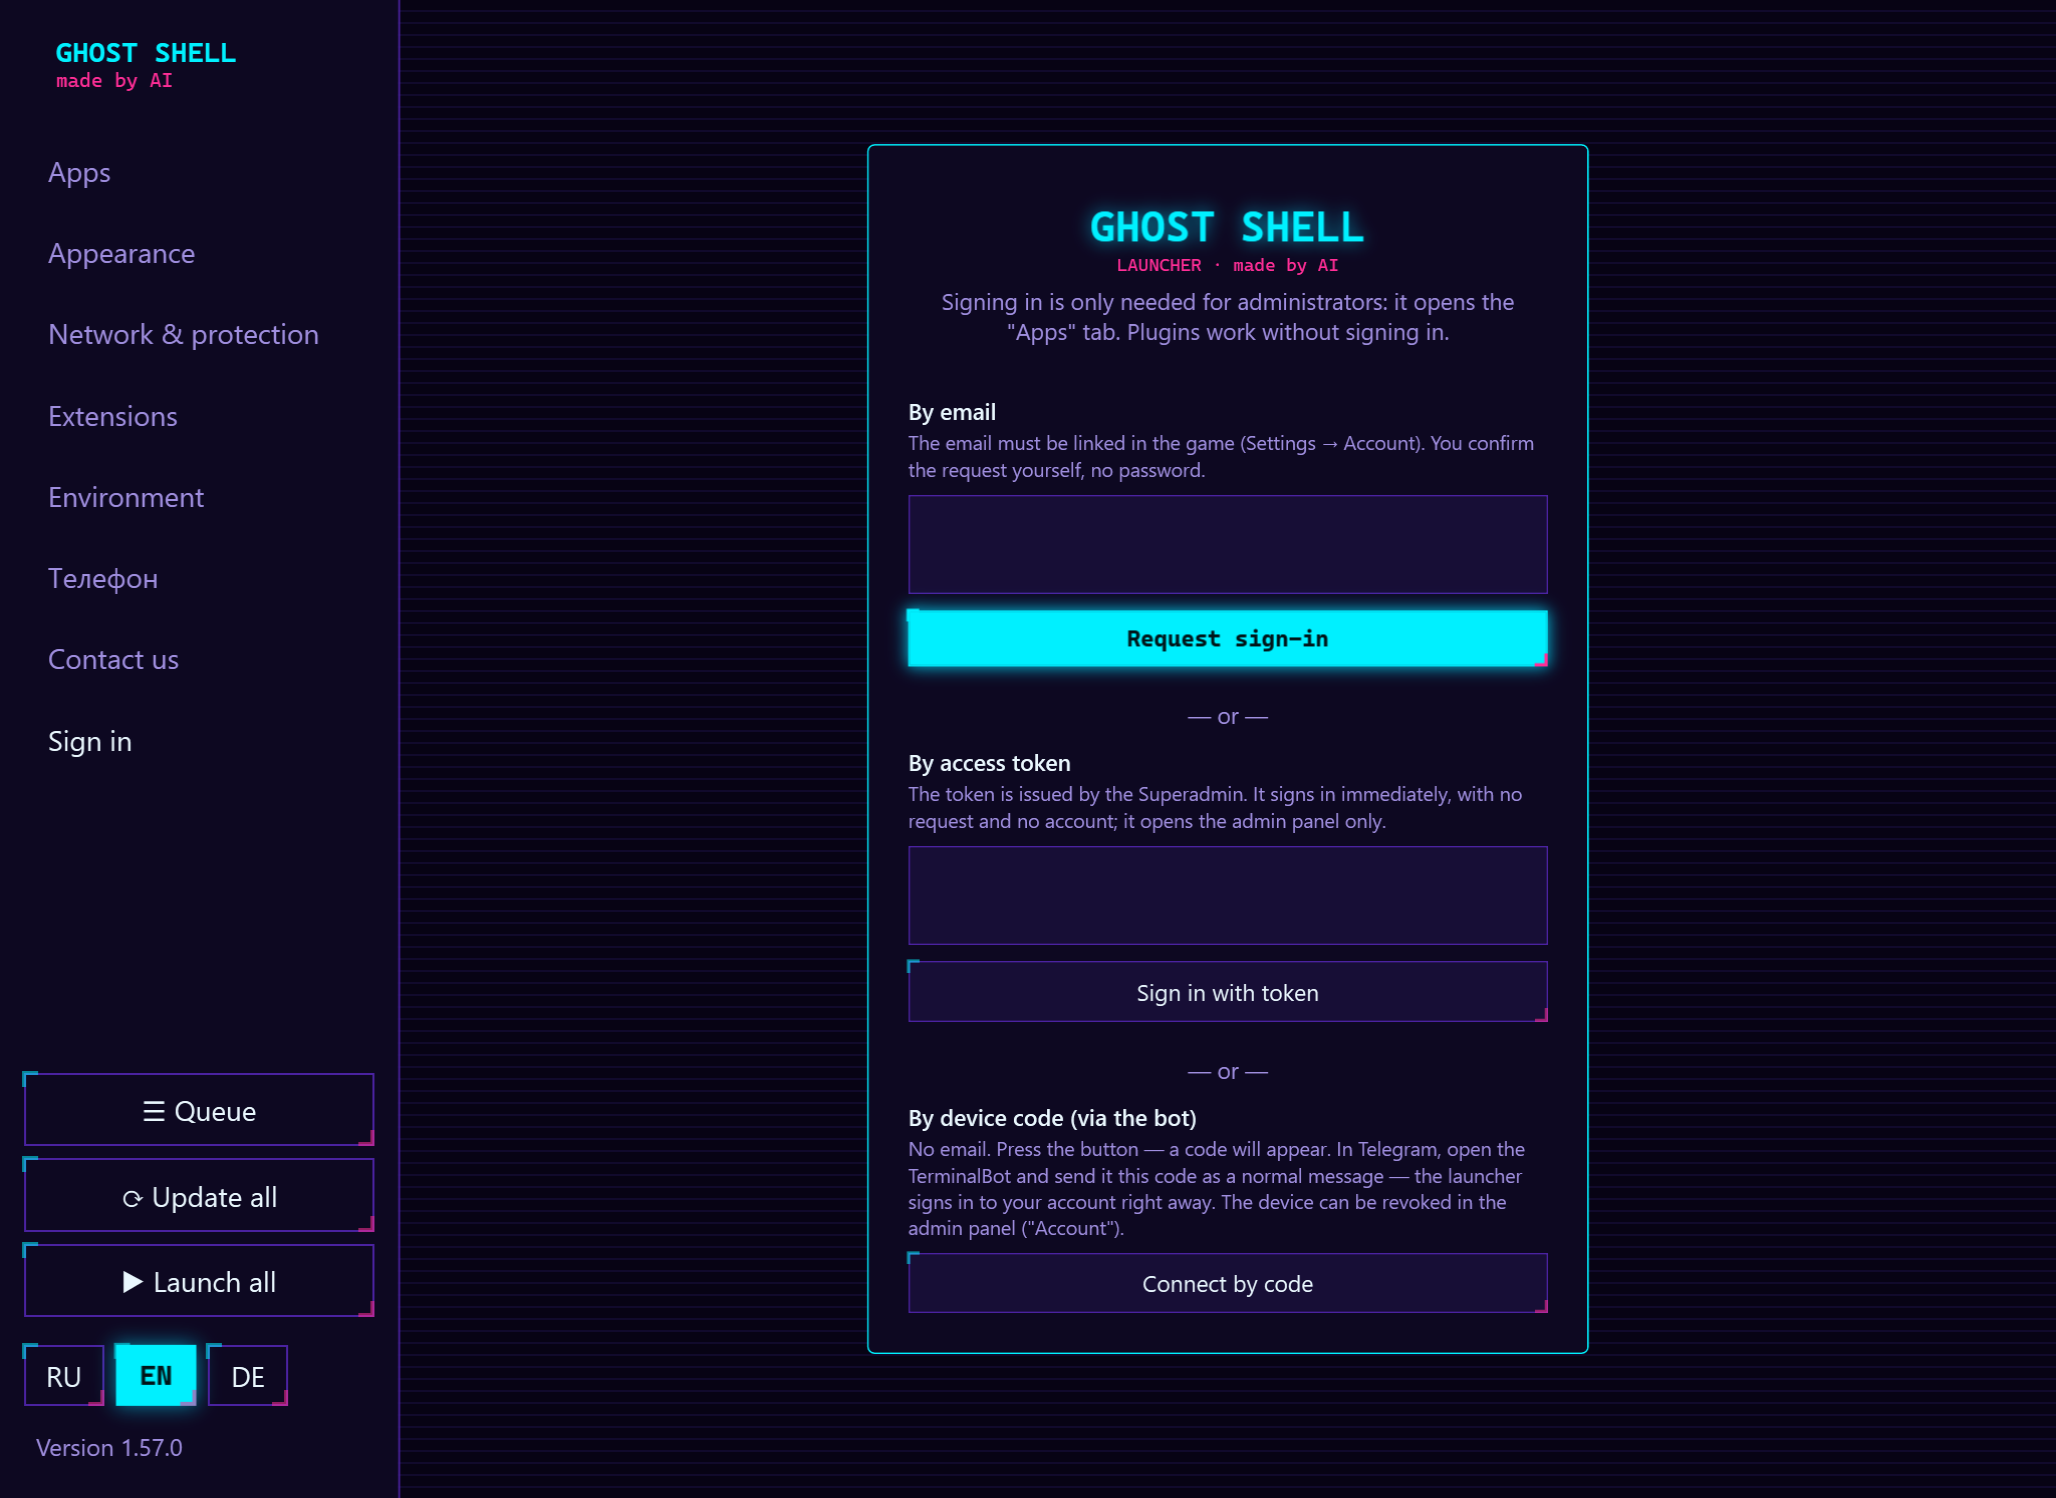 GHOST SHELL
made by AI
Apps
Appearance
Network & protection
Extensions
Environment
Телефон
Contact us
Sign in
☰ Queue
⟳ Update all
▶ Launch all
RU
EN
DE
Version 1.57.0
GHOST SHELL
LAUNCHER · made by AI
Signing in is only needed for administrators: it opens the
"Apps" tab. Plugins work without signing in.
By email
The email must be linked in the game (Settings → Account). You confirm
the request yourself, no password.
Request sign-in
— or —
By access token
The token is issued by the Superadmin. It signs in immediately, with no
request and no account; it opens the admin panel only.
Sign in with token
— or —
By device code (via the bot)
No email. Press the button — a code will appear. In Telegram, open the
TerminalBot and send it this code as a normal message — the launcher
signs in to your account right away. The device can be revoked in the
admin panel ("Account").
Connect by code